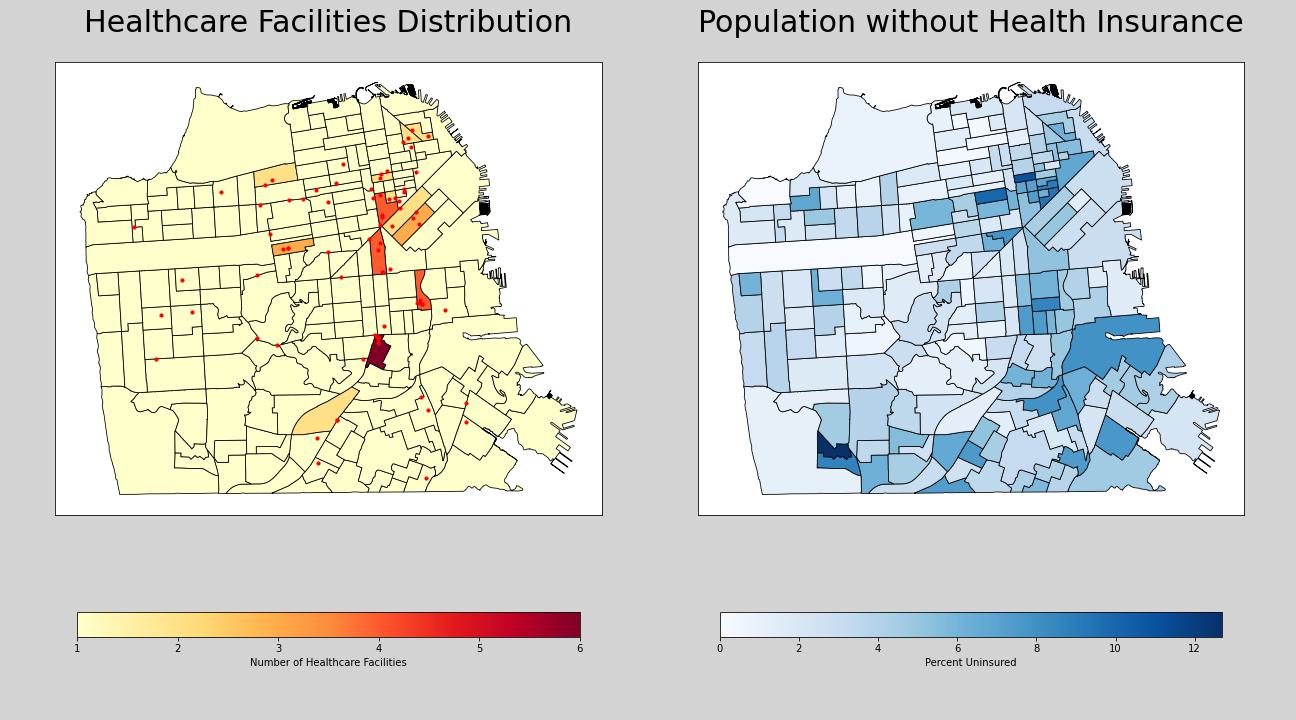 Healthcare Facilities Distribution
Population without Health Insurance
1 2 3 4 5 6
Number of Healthcare Facilities
0 2 4 6 8 10 12
Percent Uninsured